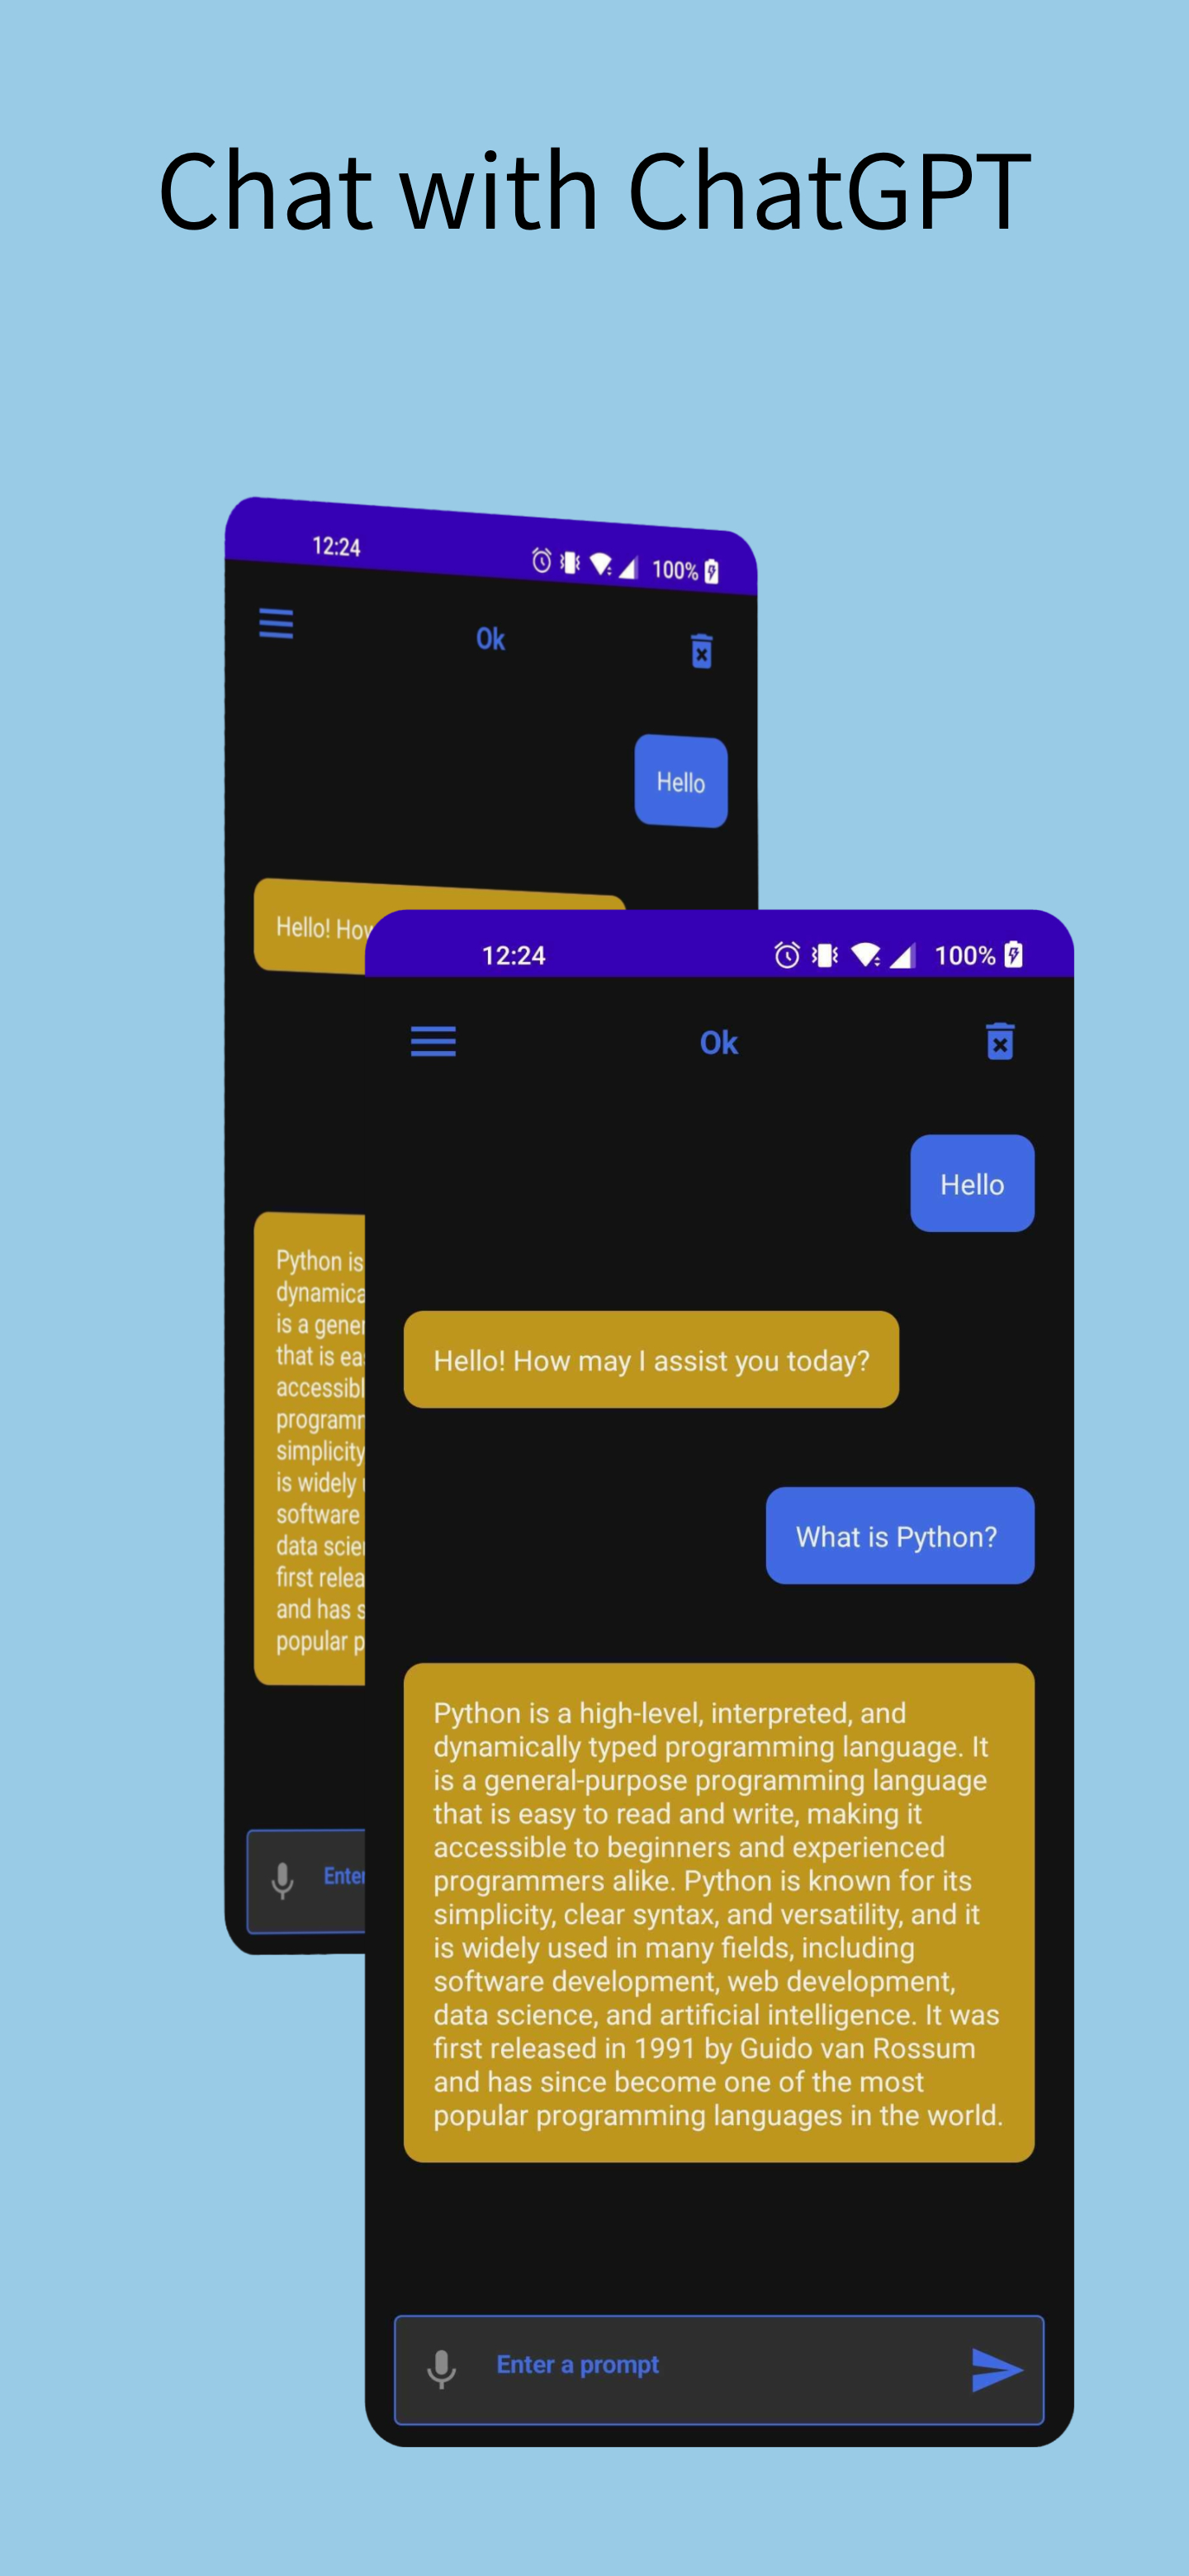 Chat with ChatGPT
12:24
100%
Ok
Hello
Hello! How
Python is
dynamica
is a gener
that is eas
accessibl
programr
simplicity
is widely
software
data scie
first relea
and has s
popular p
Enter
12:24
100%
Ok
Hello
Hello! How may I assist you today?
What is Python?
Python is a high-level, interpreted, and
dynamically typed programming language. It
is a general-purpose programming language
that is easy to read and write, making it
accessible to beginners and experienced
programmers alike. Python is known for its
simplicity, clear syntax, and versatility, and it
is widely used in many fields, including
software development, web development,
data science, and artificial intelligence. It was
first released in 1991 by Guido van Rossum
and has since become one of the most
popular programming languages in the world.
Enter a prompt